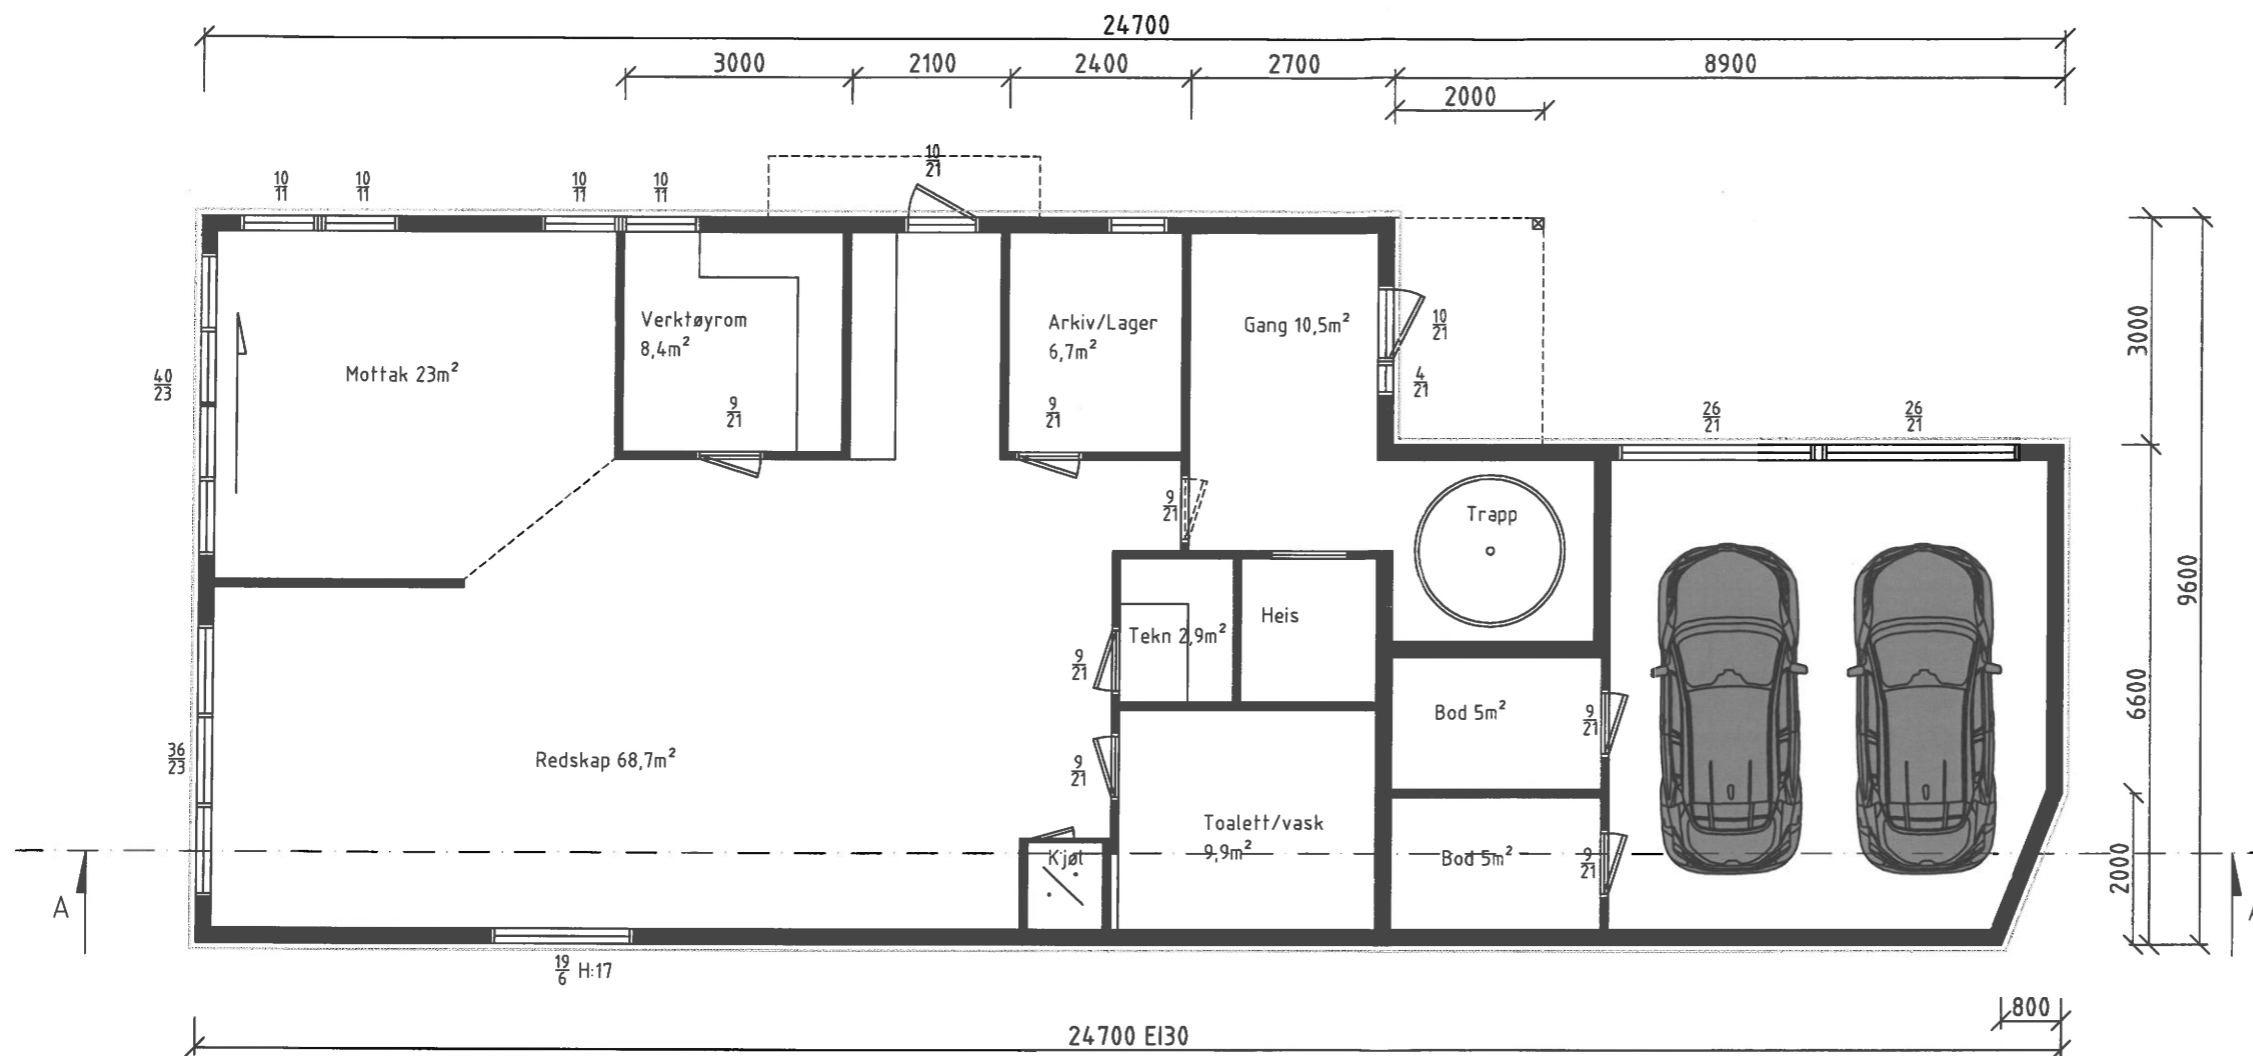 24700
3000 2100 2400 2700 8900
2000
10
11
10
11
10
11
10
11
10
21
Verktøyrom
8,4m²
Arkiv/Lager
6,7m²
Gang 10,5m²
10
21
3000
Mottak 23m²
40
23
4
21
9
21
9
21
26
21
26
21
9
21
Trapp
9600
Heis
Tekn 2,9m²
9
21
6600
Bod 5m²
9
21
36
23
Redskap 68,7m²
9
21
Toalett/vask
9,9m²
Kjøl
Bod 5m²
9
21
2000
A
19
6
H:17
800
24700 EI30